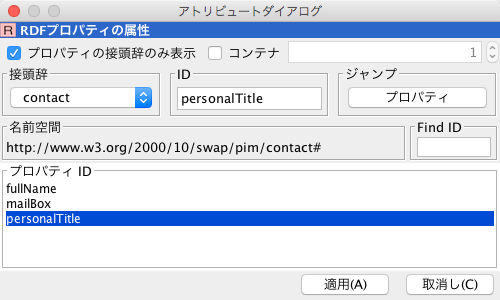 アトリビュートダイアログ
R RDFプロパティの属性
プロパティの接頭辞のみ表示 コンテナ 1
接頭辞 ID ジャンプ
contact personalTitle プロパティ
名前空間 Find ID
http://www.w3.org/2000/10/swap/pim/contact#
プロパティ ID
fullName
mailBox
personalTitle
適用(A) 取消し(C)